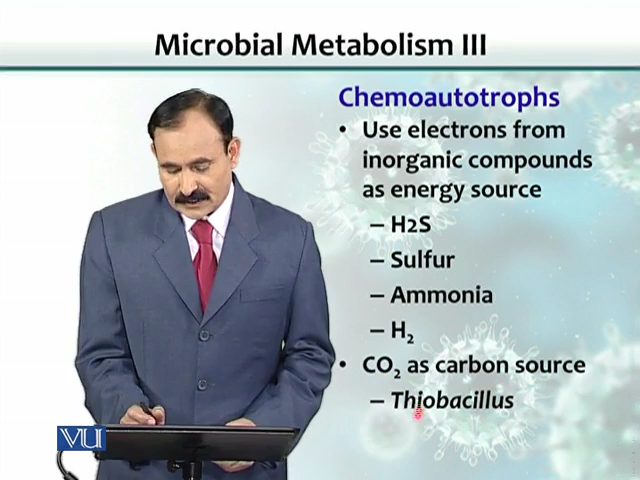 Microbial Metabolism III
Chemoautotrophs
• Use electrons from
inorganic compounds
as energy source
– H2S
– Sulfur
– Ammonia
– H₂
• CO₂ as carbon source
– Thiobacillus
VU